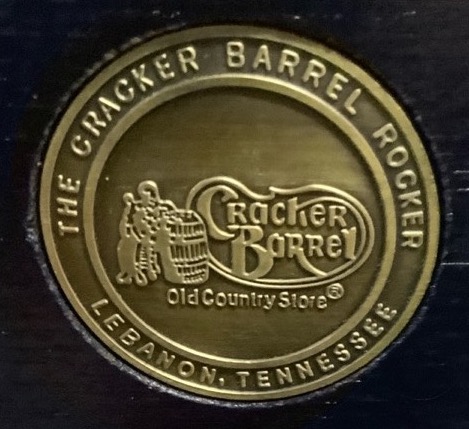 THE CRACKER BARREL ROCKER
Cracker
Barrel
Old Country Store®
LEBANON, TENNESSEE